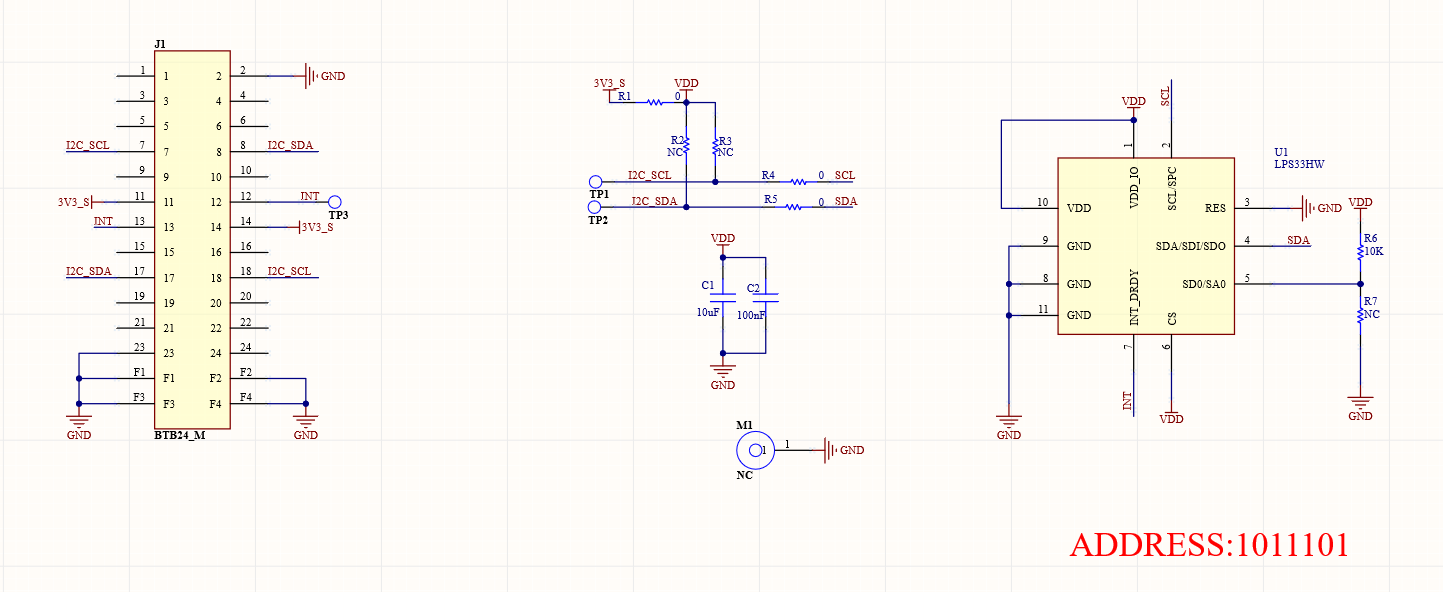 J1
1 1 2 2 GND
3 3 4 4
5 5 6 6
I2C_SCL 7 7 8 8 I2C_SDA
9 9 10 10
3V3_S 11 11 12 12 INT TP3
INT 13 13 14 14 3V3_S
15 15 16 16
I2C_SDA 17 17 18 18 I2C_SCL
19 19 20 20
21 21 22 22
23 23 24 24
F1 F1 F2 F2
F3 F3 F4 F4
GND GND
BTB24_M
3V3_S VDD
R1 0
R2 NC
R3 NC
I2C_SCL R4 0 SCL
TP1
I2C_SDA R5 0 SDA
TP2
VDD
C1 C2
10uF 100nF
GND
M1
1 1 GND
NC
VDD SCL
1 2
U1
LPS33HW
VDD_IO SCL/SPC
10 VDD RES 3 GND
9 GND SDA/SDI/SDO 4 SDA
8 GND SD0/SA0 5
11 GND
INT_DRDY CS
7 6
INT VDD
GND
VDD
R6
10K
R7
NC
GND
ADDRESS:1011101